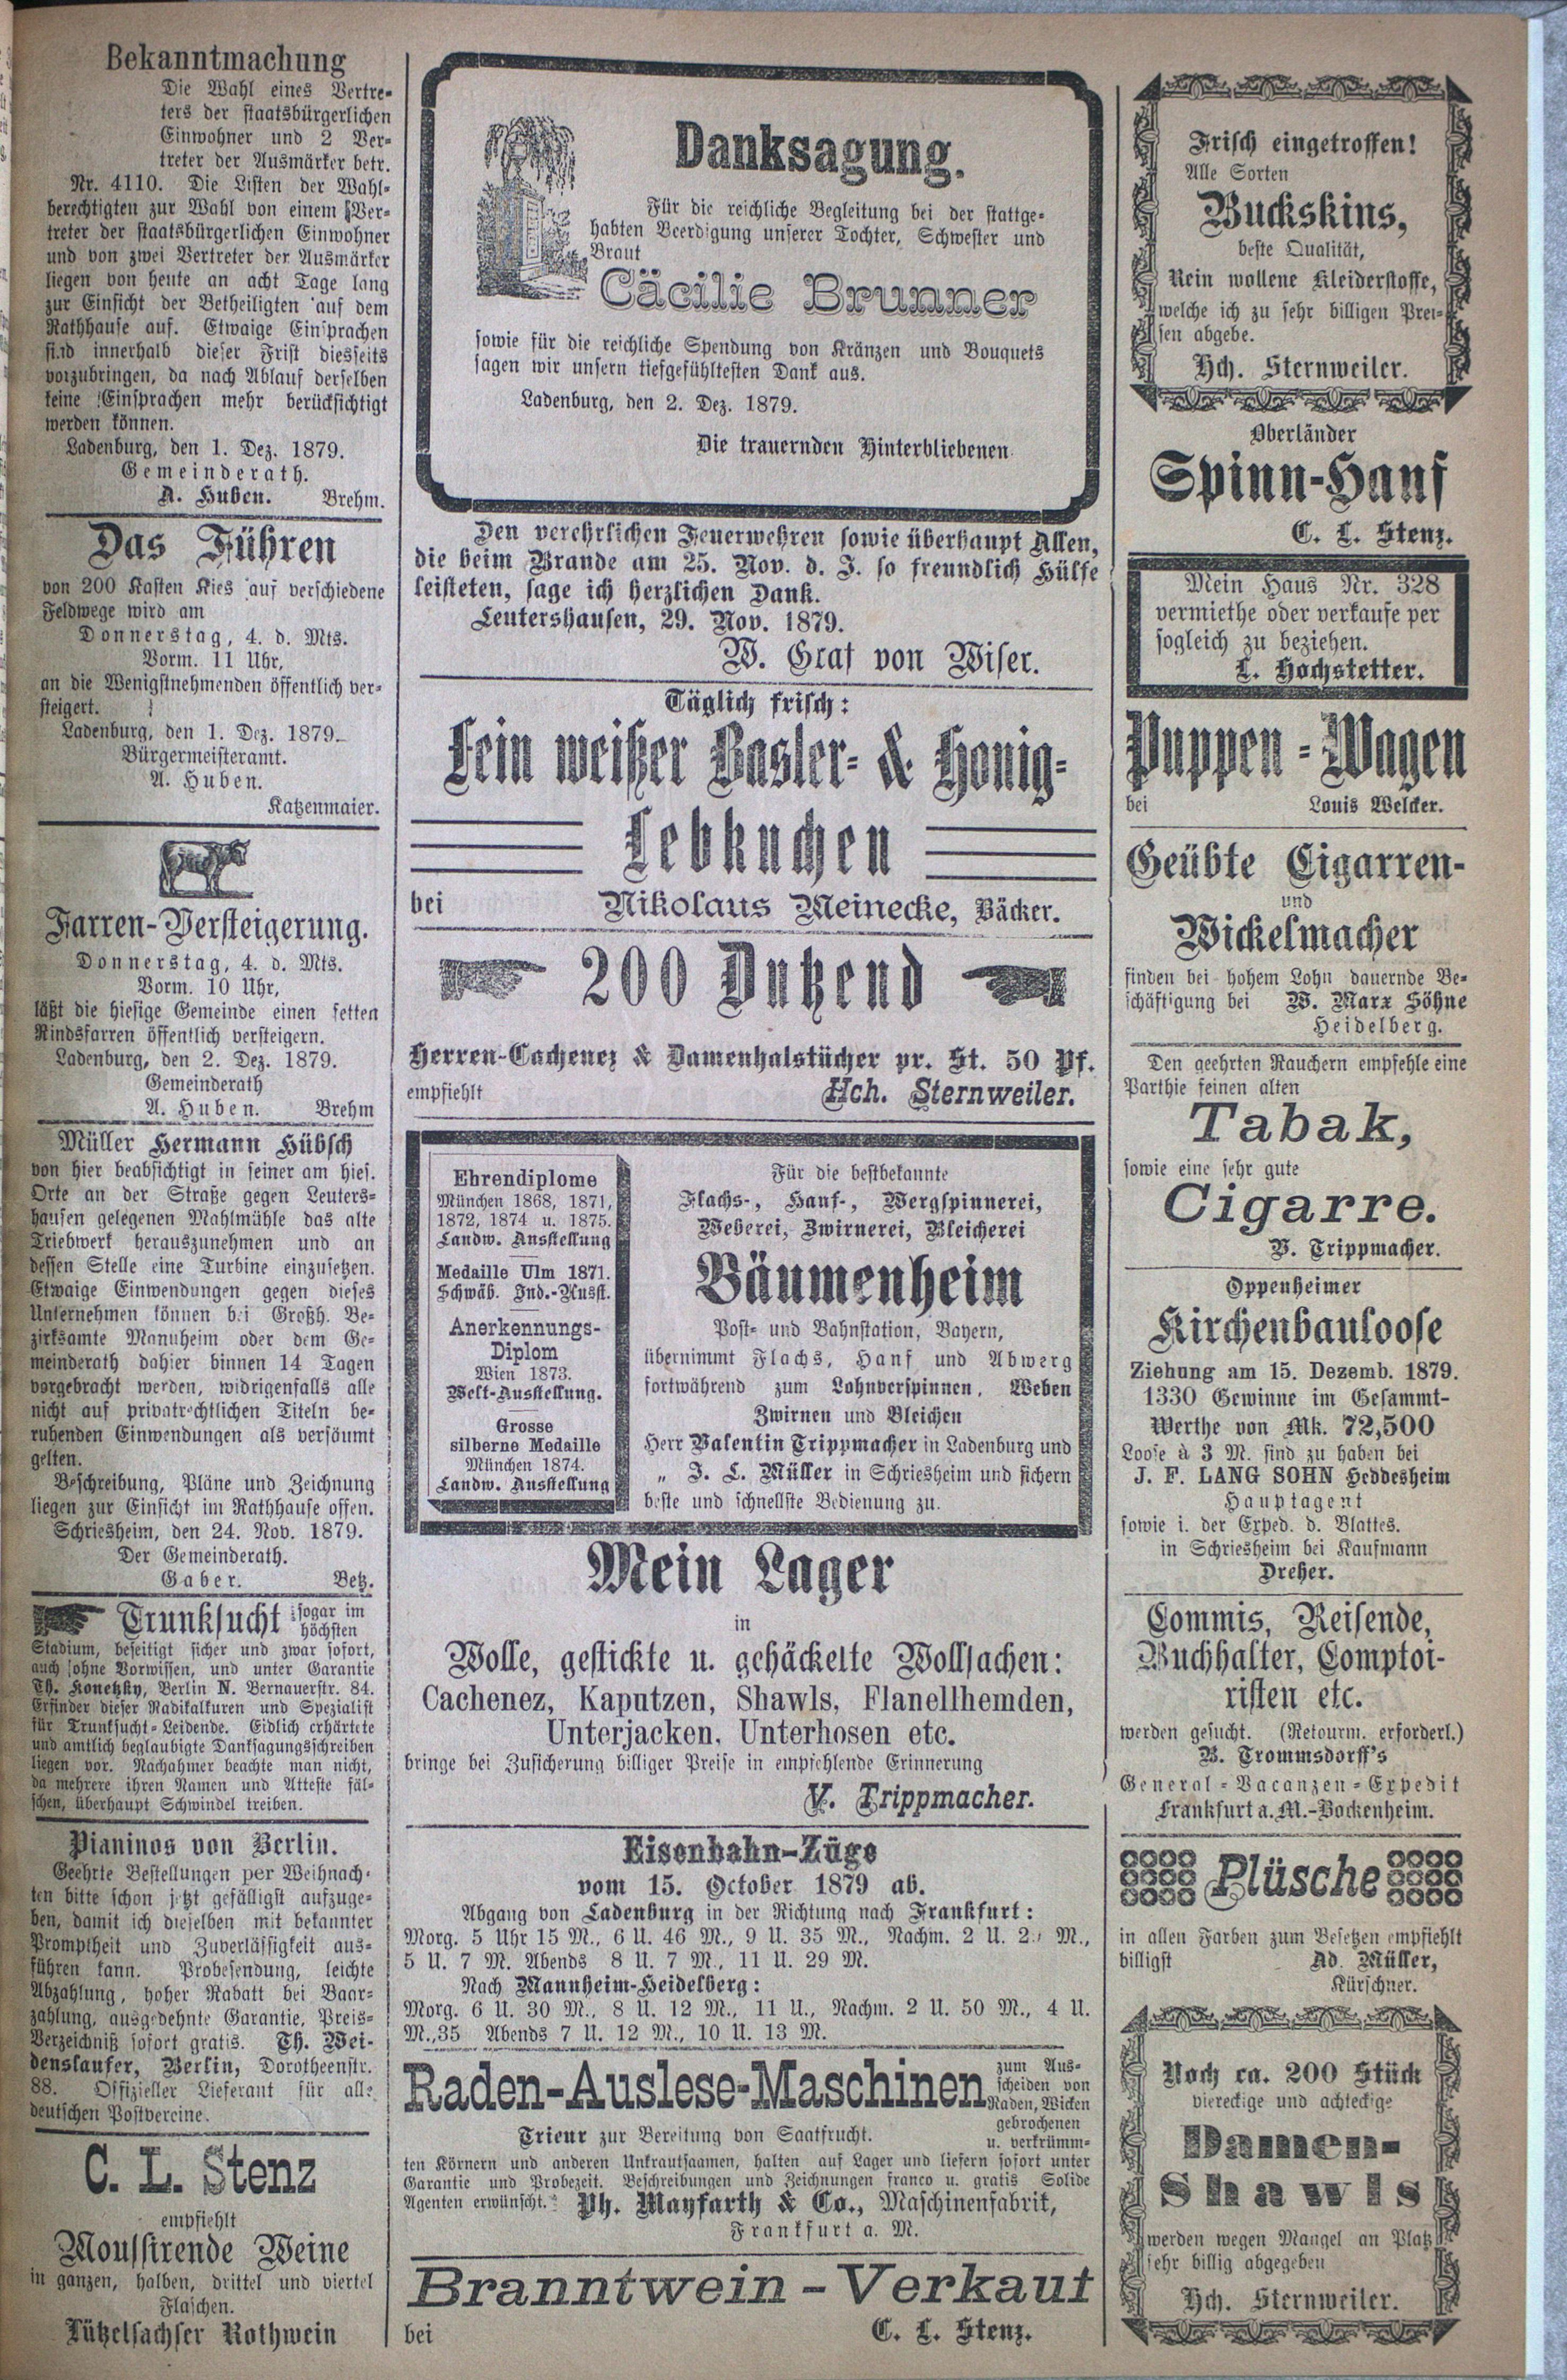 Bekanntmachung
Die Wahl eines Vertre-
ters der staatsbürgerlichen
Einwohner und 2 Ver-
treter der Ausmärker betr.
Nr. 4110. Die Listen der Wahl-
berechtigten zur Wahl von einem Ver-
treter der staatsbürgerlichen Einwohner
und von zwei Vertreter der Ausmärker
liegen von heute an acht Tage lang
zur Einsicht der Betheiligten auf dem
Rathhause auf. Etwaige Einsprachen
sind innerhalb dieser Frist diesseits
vorzubringen, da nach Ablauf derselben
keine Einsprachen mehr berücksichtigt
werden können.
Ladenburg, den 1. Dez. 1879.
Gemeinderath.
A. Huben. Brehm.
Das Führen
von 200 Kasten Kies auf verschiedene
Feldwege wird am
Donnerstag, 4. d. Mts.
Vorm. 11 Uhr,
an die Wenigstnehmenden öffentlich ver-
steigert.
Ladenburg, den 1. Dez. 1879.
Bürgermeisteramt.
A. Huben.
Katzenmaier.
Farren-Versteigerung.
Donnerstag, 4. d. Mts.
Vorm. 10 Uhr,
läßt die hiesige Gemeinde einen fetten
Rindsfarren öffentlich versteigern.
Ladenburg, den 2. Dez. 1879.
Gemeinderath
A. Huben. Brehm
Müller Hermann Hübsch
von hier beabsichtigt in seiner am hies.
Orte an der Straße gegen Leuters-
hausen gelegenen Mahlmühle das alte
Triebwerk herauszunehmen und an
dessen Stelle eine Turbine einzusetzen.
Etwaige Einwendungen gegen dieses
Unternehmen können bei Großh. Be-
zirksamte Mannheim oder dem Ge-
meinderath dahier binnen 14 Tagen
vorgebracht werden, widrigenfalls alle
nicht auf privatrechtlichen Titeln be-
ruhenden Einwendungen als versöumt
gelten.
Beschreibung, Pläne und Zeichnung
liegen zur Einsicht im Rathhause offen.
Schriesheim, den 24. Nov. 1879.
Der Gemeinderath.
Gaber. Betz.
Trunksucht sogar im
höchsten
Stadium, beseitigt sicher und zwar sofort,
auch ohne Vorwissen, und unter Garantie
Th. Konetzky, Berlin N. Bernauerstr. 84.
Erfinder dieser Radikalkuren und Spezialist
für Trunksucht-Leidende. Eidlich erhärtete
und amtlich beglaubigte Danksagungsschreiben
liegen vor. Nachahmer beachte man nicht,
da mehrere ihren Namen und Atteste fäl-
schen, überhaupt Schwindel treiben.
Pianinos von Berlin.
Geehrte Bestellungen per Weihnach-
ten bitte schon jetzt gefälligst aufzuge-
ben, damit ich dieselben mit bekannter
Promptheit und Zuverlässigkeit aus-
führen kann. Probesendung, leichte
Abzahlung, hoher Rabatt bei Baar-
zahlung, ausgedehnte Garantie, Preis-
Verzeichniß sofort gratis. Th. Wei-
denslaufer, Berlin, Dorotheenstr.
88. Offizieller Lieferant für alle
deutschen Postvereine.
C. L. Stenz
empfiehlt
Moussirende Weine
in ganzen, halben, drittel und viertel
Flaschen.
Lützelsachser Rothwein
Danksagung.
Für die reichliche Begleitung bei der stattge-
habten Beerdigung unserer Tochter, Schwester und
Braut
Cäcilie Brunner
sowie für die reichliche Spendung von Kränzen und Bouquets
sagen wir unsern tiefgefühltesten Dank aus.
Ladenburg, den 2. Dez. 1879.
Die trauernden Hinterbliebenen
Den verehrlichen Feuerwehren sowie überhaupt Allen,
die beim Brande am 25. Nov. d. J. so freundlich Hülfe
leisteten, sage ich herzlichen Dank.
Leutershausen, 29. Nov. 1879.
W. Graf von Wiser.
Täglich frisch:
Fein weißer Basler- & Honig-
Lebkuchen
bei Nikolaus Meinecke, Bäcker.
200 Dutzend
Herren-Cachenez & Damenhalstücher pr. St. 50 Pf.
empfiehlt Hch. Sternweiler.
Ehrendiplome
München 1868, 1871,
1872, 1874 u. 1875.
Landw. Ausstellung
Medaille Ulm 1871.
Schwäb. Ind.-Ausst.
Anerkennungs-
Diplom
Wien 1873.
Welt-Ausstellung.
Grosse
silberne Medaille
München 1874.
Landw. Ausstellung
Für die bestbekannte
Flachs-, Hanf-, Wergspinnerei,
Weberei, Zwirnerei, Bleicherei
Bäumenheim
Post- und Bahnstation, Bayern,
übernimmt Flachs, Hanf und Abwerg
fortwährend zum Lohnverspinnen, Weben
Zwirnen und Bleichen
Herr Valentin Trippmacher in Ladenburg und
„ J. L. Müller in Schriesheim und sichern
beste und schnellste Bedienung zu.
Mein Lager
in
Wolle, gestickte u. gehäckelte Wollsachen:
Cachenez, Kaputzen, Shawls, Flanellhemden,
Unterjacken, Unterhosen etc.
bringe bei Zusicherung billiger Preise in empfehlende Erinnerung
V. Trippmacher.
Eisenbahn-Züge
vom 15. October 1879 ab.
Abgang von Ladenburg in der Richtung nach Frankfurt:
Morg. 5 Uhr 15 M., 6 U. 46 M., 9 U. 35 M., Nachm. 2 U. M.,
5 U. 7 M. Abends 8 U. 7 M., 11 U. 29 M.
Nach Mannheim-Heidelberg:
Morg. 6 U. 30 M., 8 U. 12 M., 11 U., Nachm. 2 U. 50 M., 4 U.
M.,35 Abends 7 U. 12 M., 10 U. 13 M.
Raden-Auslese-Maschinen zum Aus-
scheiden von
Raden, Wicken
gebrochenen
Trieur zur Bereitung von Saatfrucht. u. verkrümm-
ten Körnern und anderen Unkrautsaamen, halten auf Lager und liefern sofort unter
Garantie und Probezeit. Beschreibungen und Zeichnungen franco u. gratis Solide
Agenten erwünscht. Ph. Mayfarth & Co., Maschinenfabrik,
Frankfurt a. M.
Branntwein-Verkauf
bei C. L. Stenz.
Frisch eingetroffen!
Alle Sorten
Buckskins,
beste Qualität,
Rein wollene Kleiderstoffe,
welche ich zu sehr billigen Prei-
sen abgebe.
Hch. Sternweiler.
Oberländer
Spinn-Hanf
C. L. Stenz.
Mein Haus Nr. 328
vermiethe oder verkaufe per
sogleich zu beziehen.
L. Hochstetter.
Puppen-Wagen
bei Louis Welcker.
Geübte Cigarren-
und
Wickelmacher
finden bei hohem Lohn dauernde Be-
schäftigung bei W. Marx Söhne
Heidelberg.
Den geehrten Rauchern empfehle eine
Parthie feinen alten
Tabak,
sowie eine sehr gute
Cigarre.
V. Trippmacher.
Oppenheimer
Kirchenbauloose
Ziehung am 15. Dezemb. 1879.
1330 Gewinne im Gesammt-
Werthe von Mk. 72,500
Loose à 3 M. sind zu haben bei
J. F. LANG SOHN Heddesheim
Hauptagent
sowie i. der Exped. d. Blattes.
in Schriesheim bei Kaufmann
Dreher.
Commis, Reisende,
Buchhalter, Comptoi-
risten etc.
werden gesucht. (Retourm. erforderl.)
B. Trommsdorff's
General-Vacanzen-Expedit
Frankfurt a. M.-Bockenheim.
Plüsche
in allen Farben zum Besetzen empfiehlt
billigst Ad. Müller,
Kürschner.
Noch ca. 200 Stück
viereckige und achteckige
Damen-
Shawls
werden wegen Mangel an Platz
sehr billig abgegeben
Hch. Sternweiler.